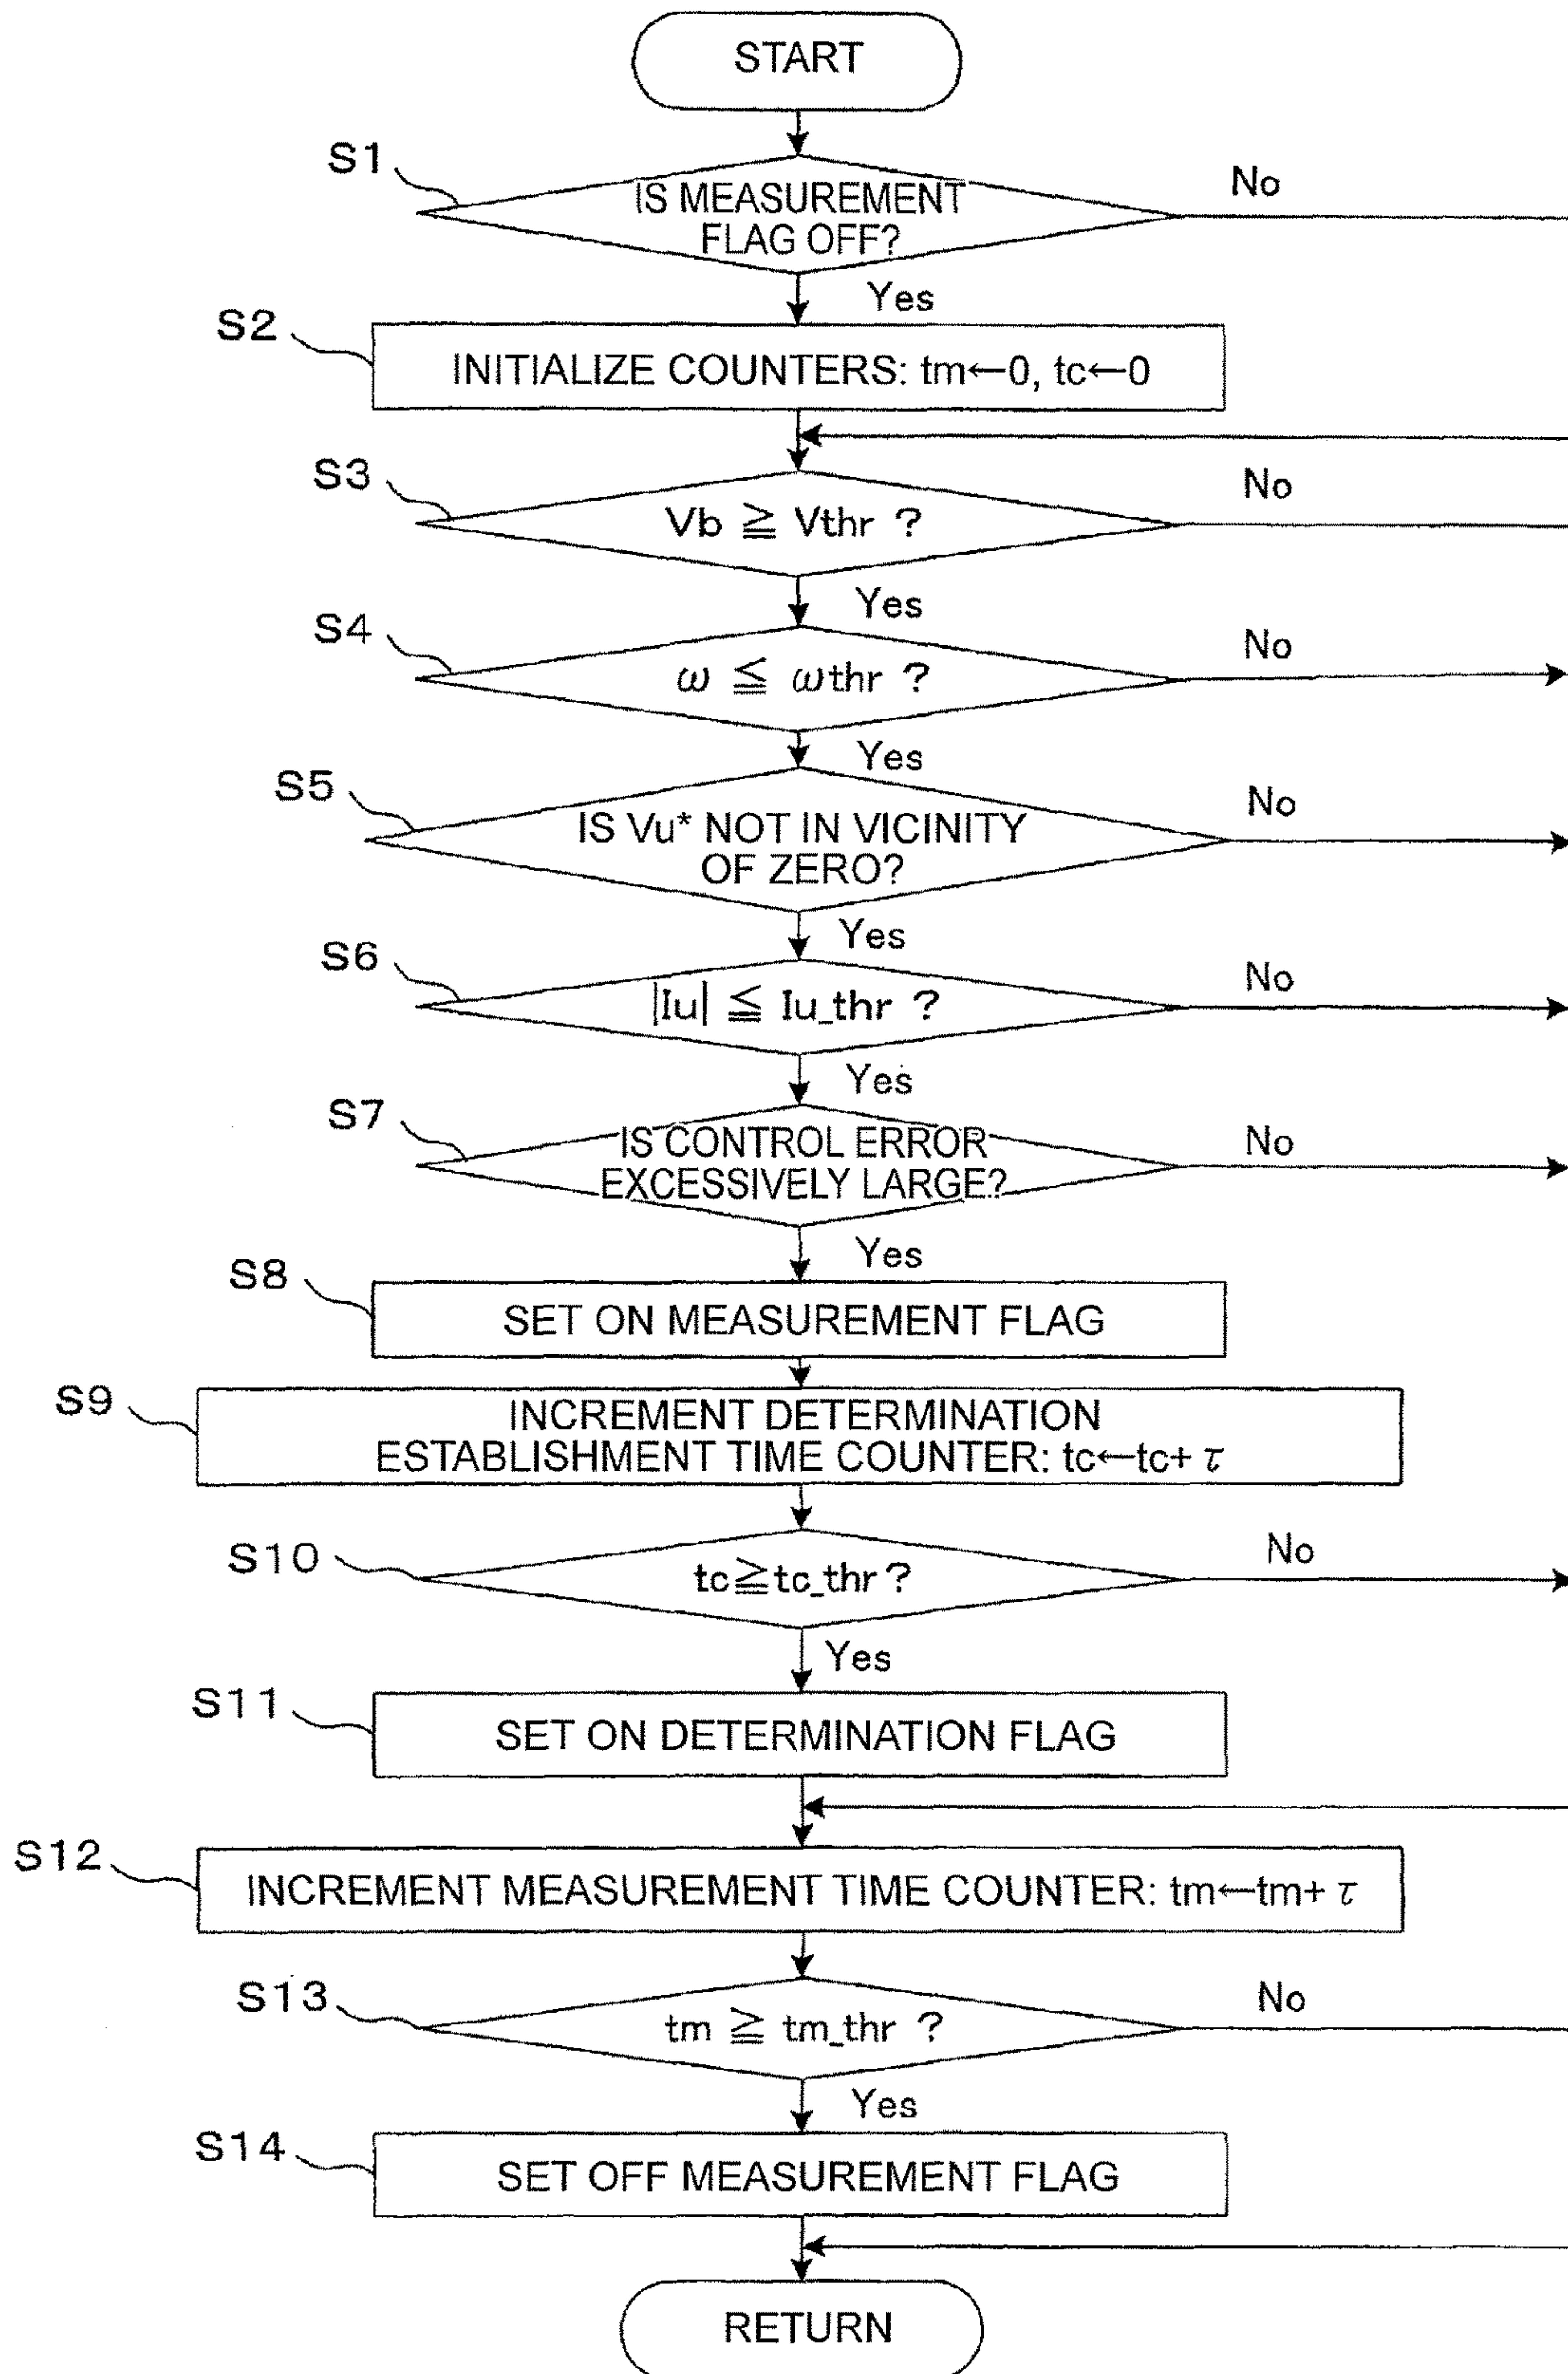 START
S1
IS MEASUREMENT
FLAG OFF?
No
Yes
S2
INITIALIZE COUNTERS: tm←0, tc←0
S3
Vb ≧ Vthr ?
No
Yes
S4
ω ≦ ωthr ?
No
Yes
S5
IS Vu* NOT IN VICINITY
OF ZERO?
No
Yes
S6
|Iu| ≦ Iu_thr ?
No
Yes
S7
IS CONTROL ERROR
EXCESSIVELY LARGE?
No
Yes
S8
SET ON MEASUREMENT FLAG
S9
INCREMENT DETERMINATION
ESTABLISHMENT TIME COUNTER: tc←tc+ τ
S10
tc≧tc_thr ?
No
Yes
S11
SET ON DETERMINATION FLAG
S12
INCREMENT MEASUREMENT TIME COUNTER: tm←tm+ τ
S13
tm ≧ tm_thr ?
No
Yes
S14
SET OFF MEASUREMENT FLAG
RETURN